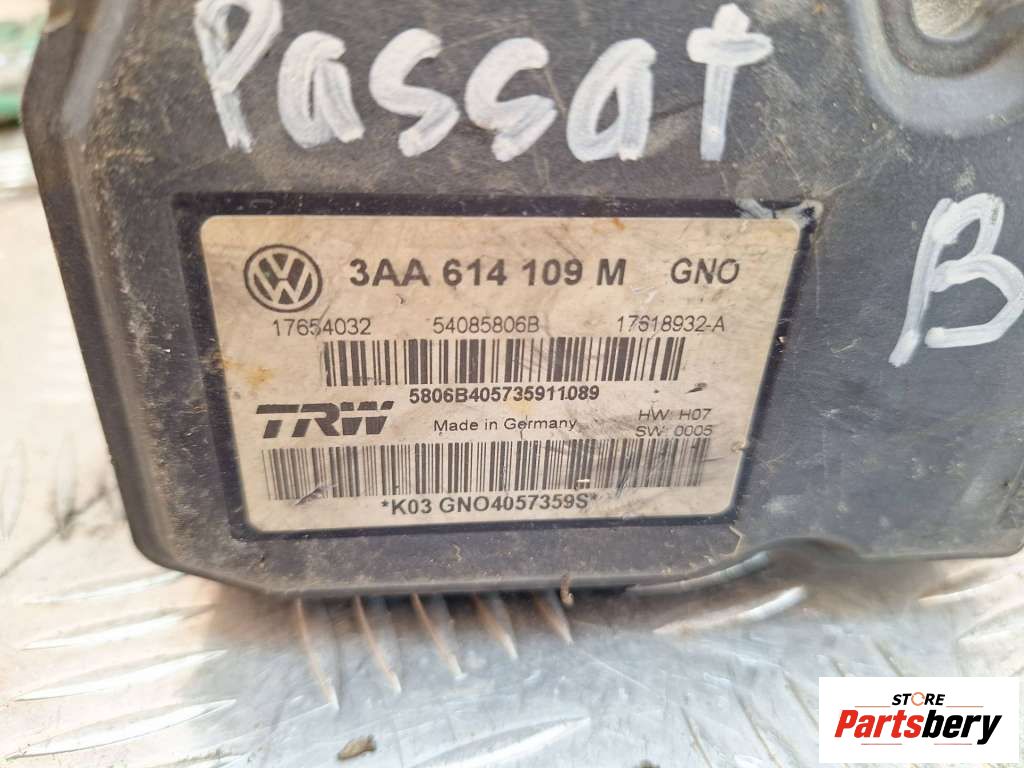 Passat
B
3AA 614 109 M GNO
17654032 54085806B 17618932-A
5806B405735911089
TRW Made in Germany HW: H07
SW: 0005
*K03 GNO4057359S*
STORE
Partsbery